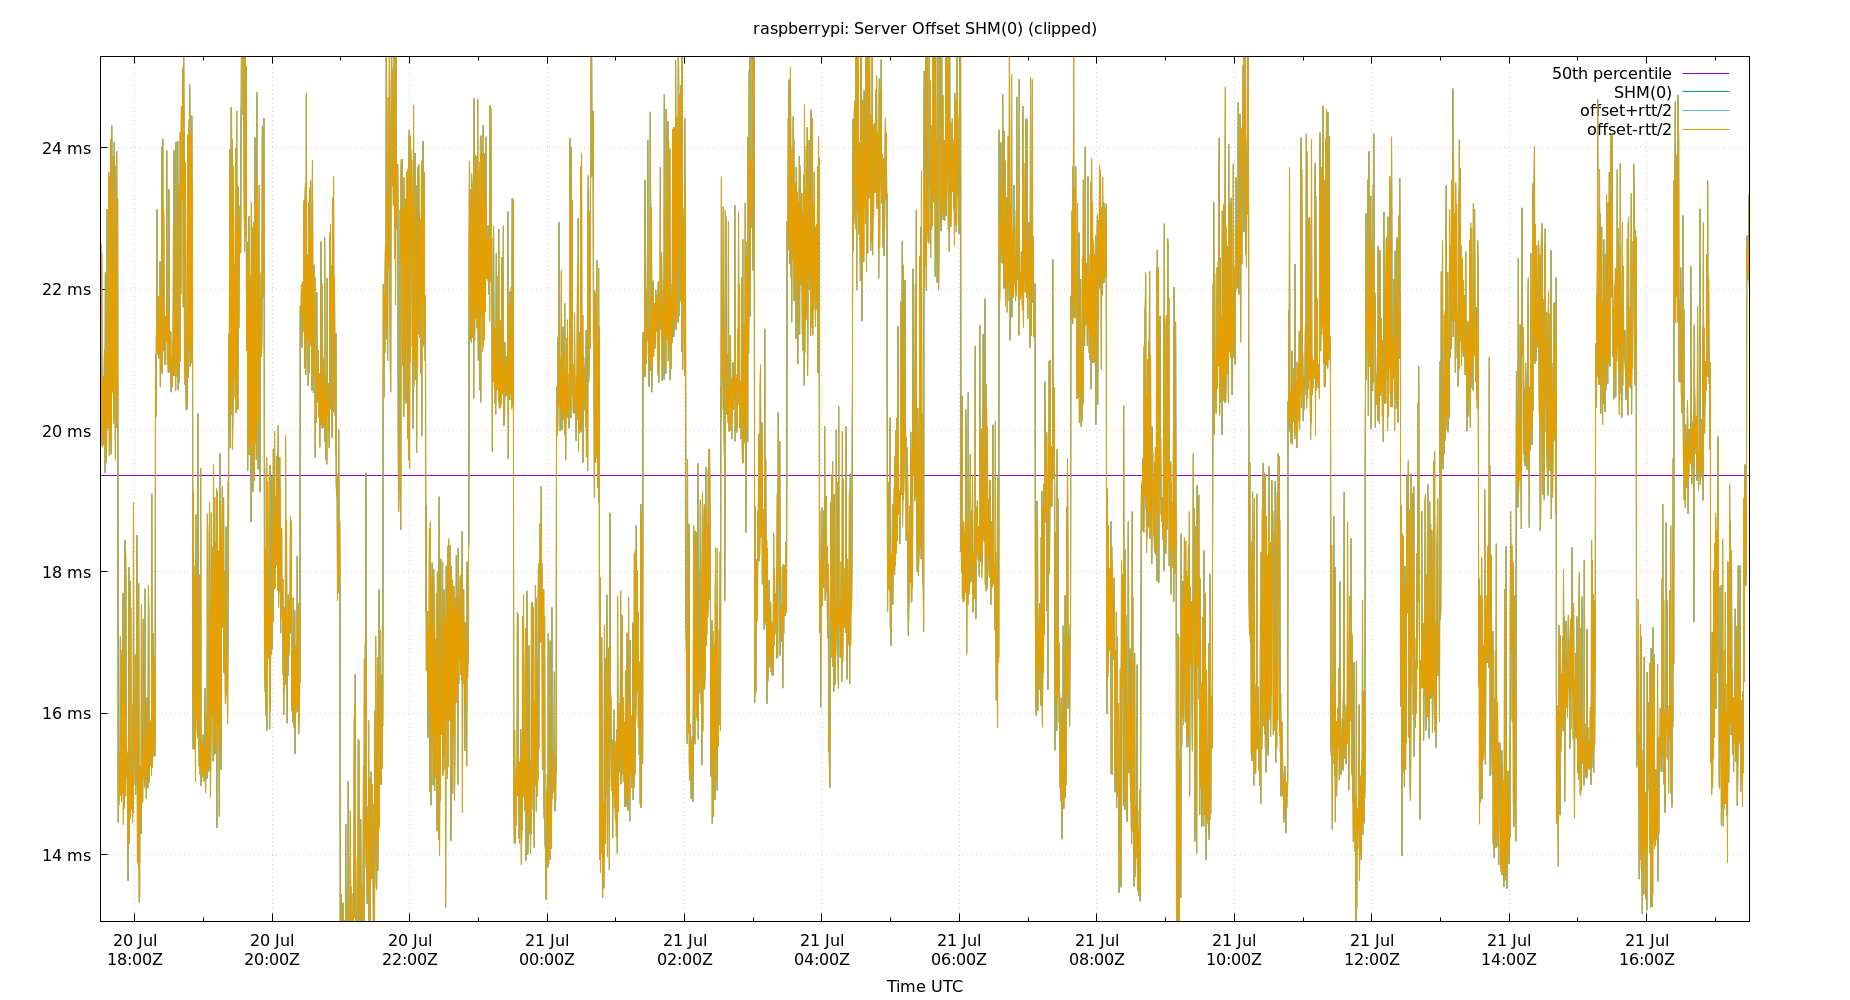 raspberrypi: Server Offset SHM(0) (clipped)
50th percentile
SHM(0)
offset+rtt/2
offset-rtt/2
24 ms
22 ms
20 ms
18 ms
16 ms
14 ms
20 Jul 20 Jul 20 Jul 21 Jul 21 Jul 21 Jul 21 Jul 21 Jul 21 Jul 21 Jul 21 Jul 21 Jul
18:00Z 20:00Z 22:00Z 00:00Z 02:00Z 04:00Z 06:00Z 08:00Z 10:00Z 12:00Z 14:00Z 16:00Z
Time UTC